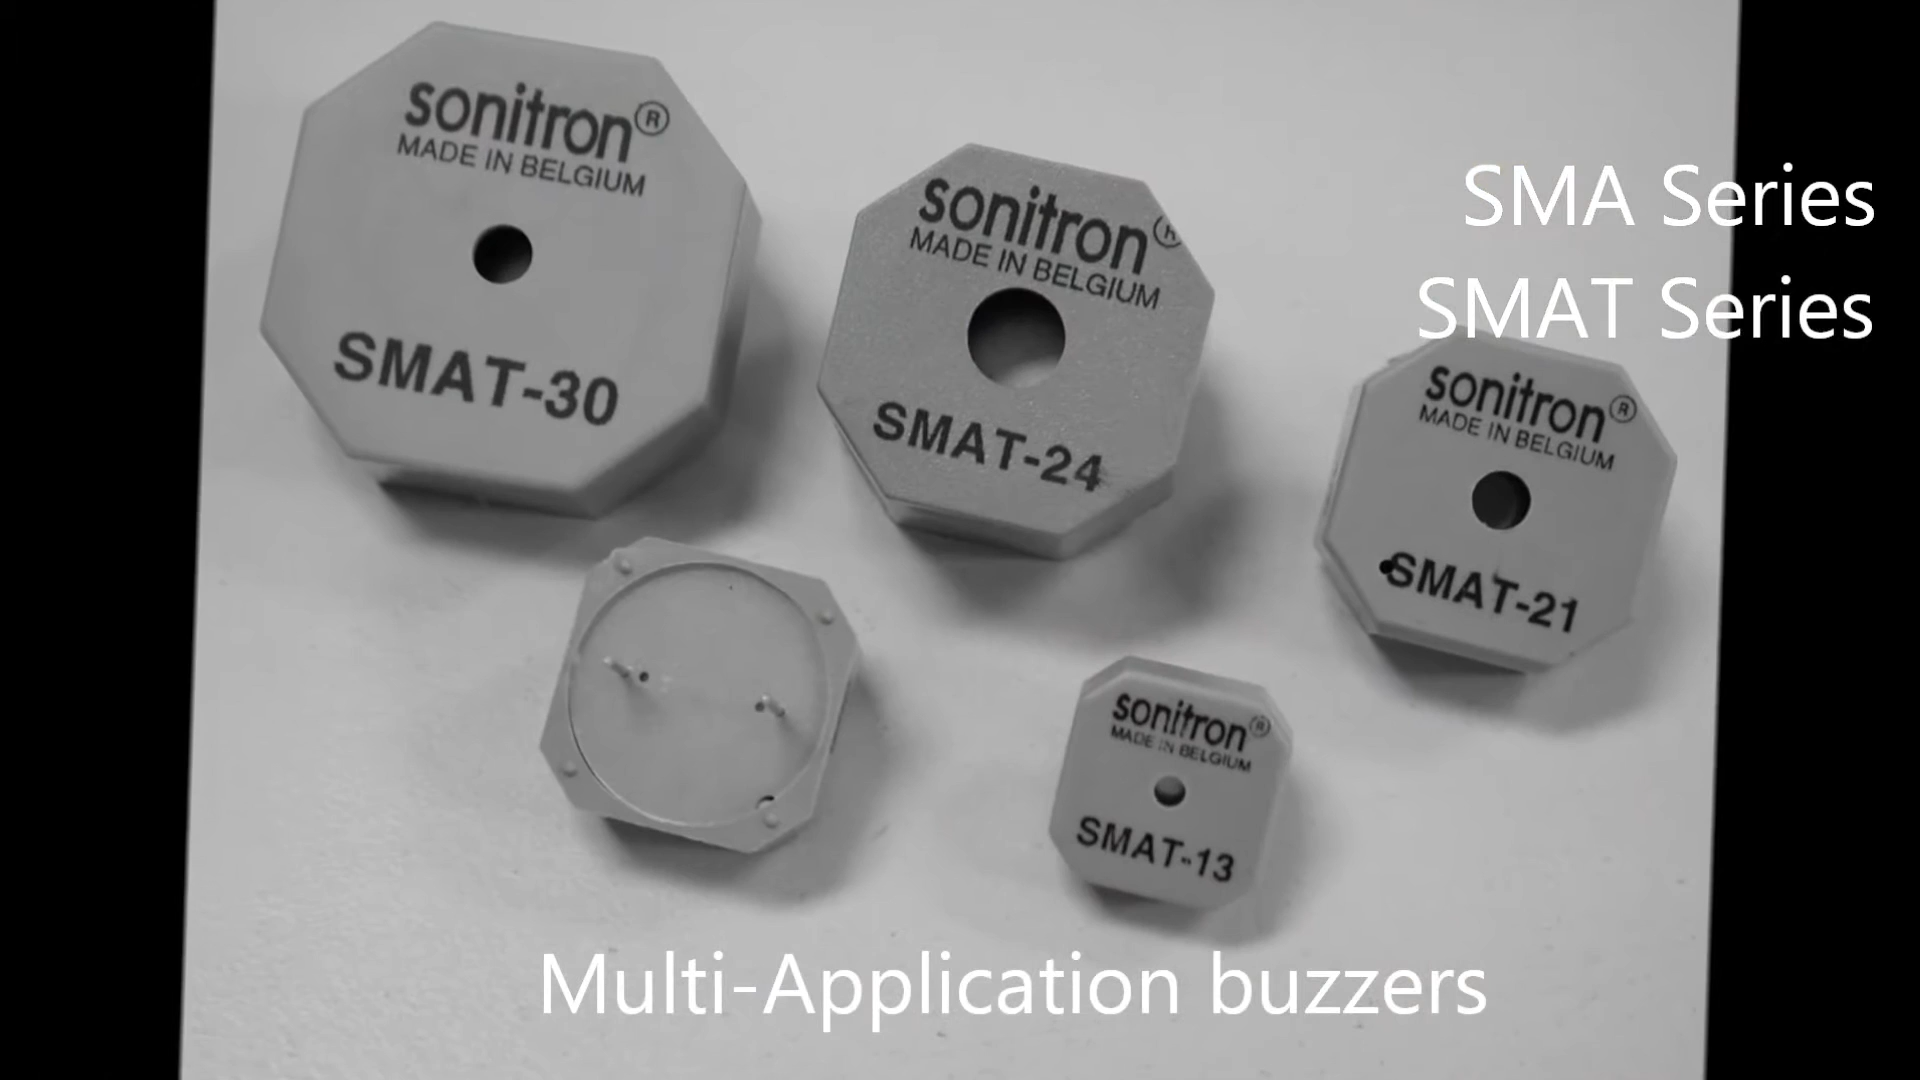 sonitron®
MADE IN BELGIUM
SMAT-30
sonitron®
MADE IN BELGIUM
SMAT-24
SMA Series
SMAT Series
sonitron®
MADE IN BELGIUM
SMAT-21
sonitron®
MADE IN BELGIUM
SMAT-13
Multi-Application buzzers